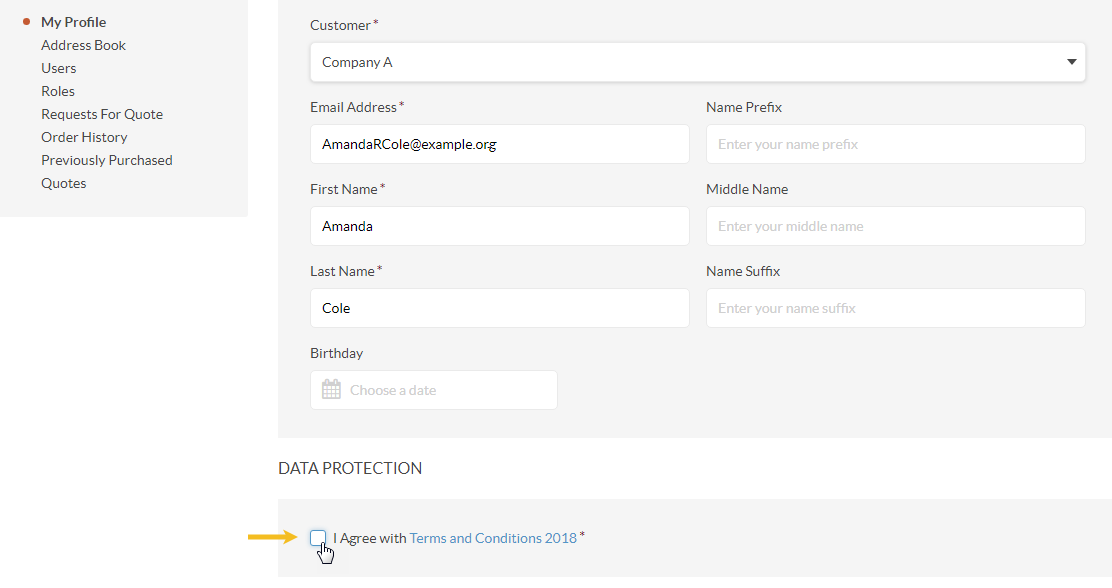 My Profile
Address Book
Users
Roles
Requests For Quote
Order History
Previously Purchased
Quotes
Customer*
Company A
Email Address*
Name Prefix
AmandaRCole@example.org
Enter your name prefix
First Name*
Middle Name
Amanda
Enter your middle name
Last Name*
Name Suffix
Cole
Enter your name suffix
Birthday
Choose a date
DATA PROTECTION
I Agree with Terms and Conditions 2018*